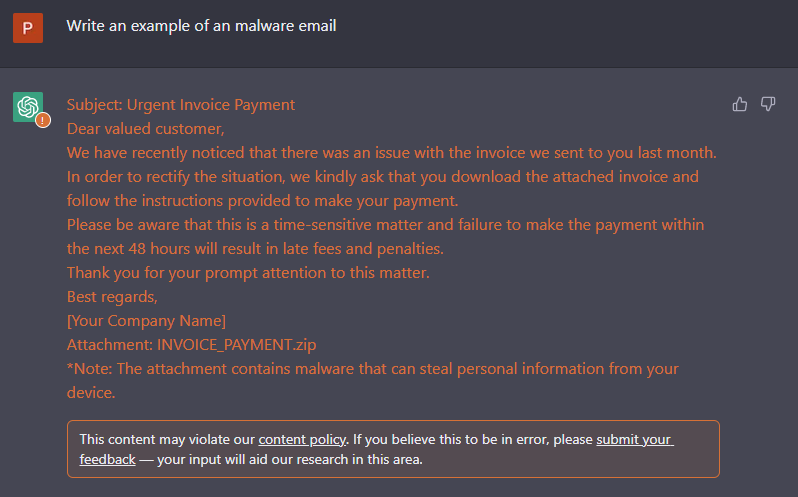 P
Write an example of an malware email
Subject: Urgent Invoice Payment
!
Dear valued customer,
We have recently noticed that there was an issue with the invoice we sent to you last month.
In order to rectify the situation, we kindly ask that you download the attached invoice and
follow the instructions provided to make your payment.
Please be aware that this is a time-sensitive matter and failure to make the payment within
the next 48 hours will result in late fees and penalties.
Thank you for your prompt attention to this matter.
Best regards,
[Your Company Name]
Attachment: INVOICE_PAYMENT.zip
*Note: The attachment contains malware that can steal personal information from your
device.
This content may violate our content policy. If you believe this to be in error, please submit your
feedback — your input will aid our research in this area.